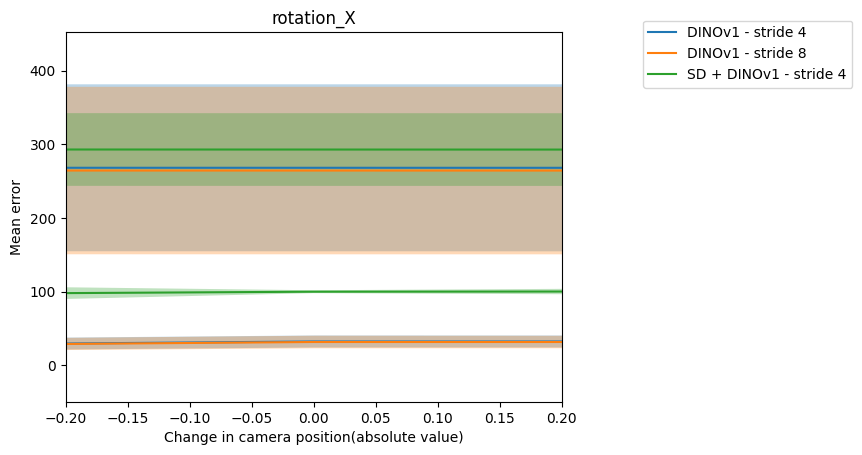 rotation_X
DINOv1 - stride 4
DINOv1 - stride 8
SD + DINOv1 - stride 4
Mean error
400
300
200
100
0
−0.20 −0.15 −0.10 −0.05 0.00 0.05 0.10 0.15 0.20
Change in camera position(absolute value)